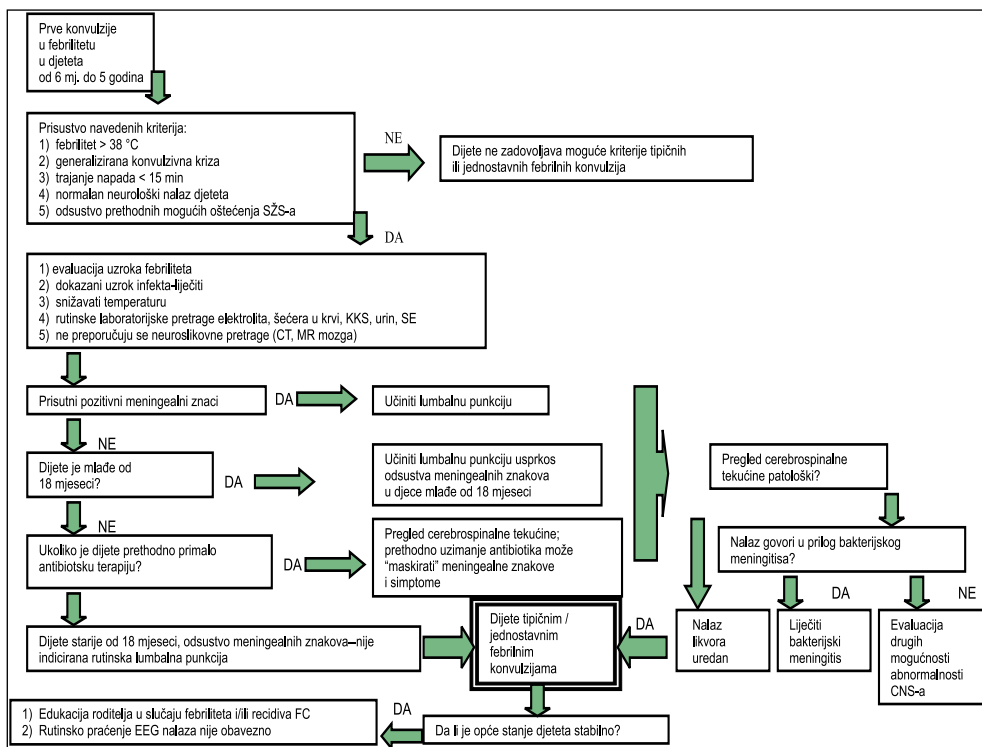 Prve konvulzije
u febrilitetu
u djeteta
od 6 mj. do 5 godina
Prisustvo navedenih kriterija:
1) febrilitet > 38 °C
2) generalizirana konvulzivna kriza
3) trajanje napada < 15 min
4) normalan neurološki nalaz djeteta
5) odsustvo prethodnih mogućih oštećenja SŽS-a
NE
Dijete ne zadovoljava moguće kriterije tipičnih
ili jednostavnih febrilnih konvulzija
DA
1) evaluacija uzroka febriliteta
2) dokazani uzrok infekta-liječiti
3) snižavati temperaturu
4) rutinske laboratorijske pretrage elektrolita, šećera u krvi, KKS, urin, SE
5) ne preporučuju se neuroslikovne pretrage (CT, MR mozga)
Prisutni pozitivni meningealni znaci
DA
Učiniti lumbalnu punkciju
NE
Dijete je mlađe od
18 mjeseci?
DA
Učiniti lumbalnu punkciju usprkos
odsustva meningealnih znakova
u djece mlađe od 18 mjeseci
Pregled cerebrospinalne
tekućine patološki?
NE
Ukoliko je dijete prethodno primalo
antibiotsku terapiju?
DA
Pregled cerebrospinalne tekućine;
prethodno uzimanje antibiotika može
"maskirati" meningealne znakove
i simptome
Nalaz govori u prilog bakterijskog
meningitisa?
DA
NE
Dijete starije od 18 mjeseci, odsustvo meningealnih znakova–nije
indicirana rutinska lumbalna punkcija
Dijete tipičnim /
jednostavnim
febrilnim
konvulzijama
DA
Nalaz
likvora
uredan
Liječiti
bakterijski
meningitis
Evaluacija
drugih
mogućnosti
abnormalnosti
CNS-a
1) Edukacija roditelja u slučaju febriliteta i/ili recidiva FC
2) Rutinsko praćenje EEG nalaza nije obavezno
DA
Da li je opće stanje djeteta stabilno?